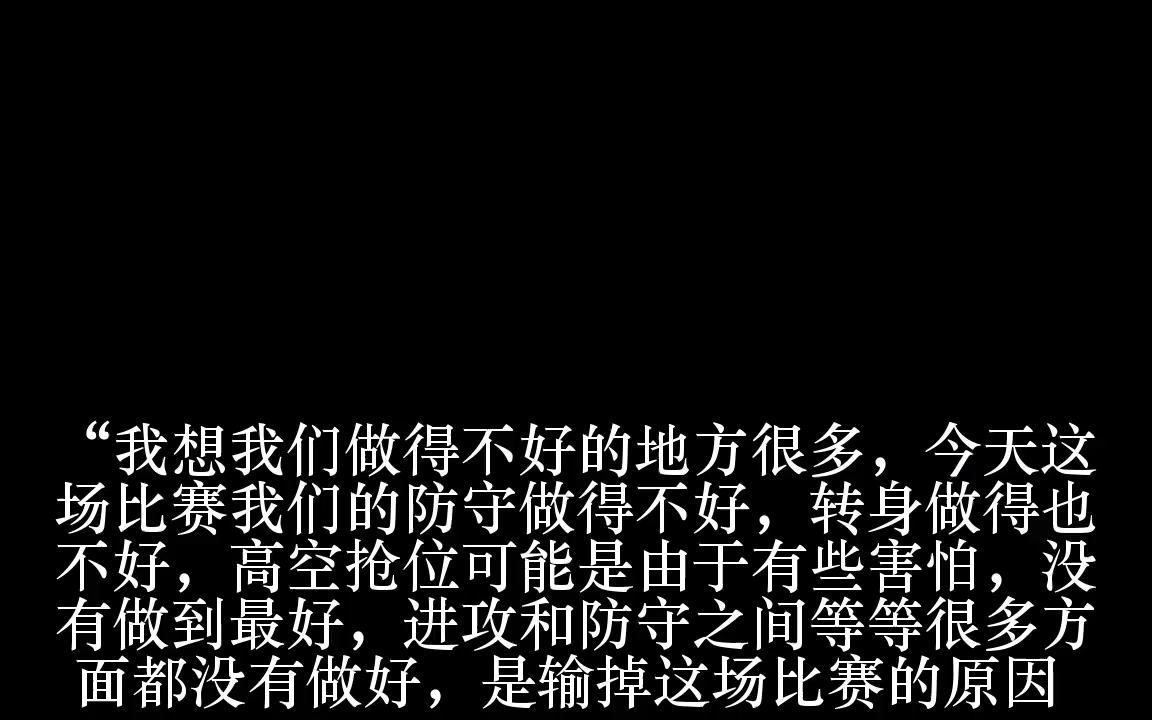 “我想我们做得不好的地方很多，今天这
场比赛我们的防守做得不好，转身做得也
不好，高空抢位可能是由于有些害怕，没
有做到最好，进攻和防守之间等等很多方
面都没有做好，是输掉这场比赛的原因